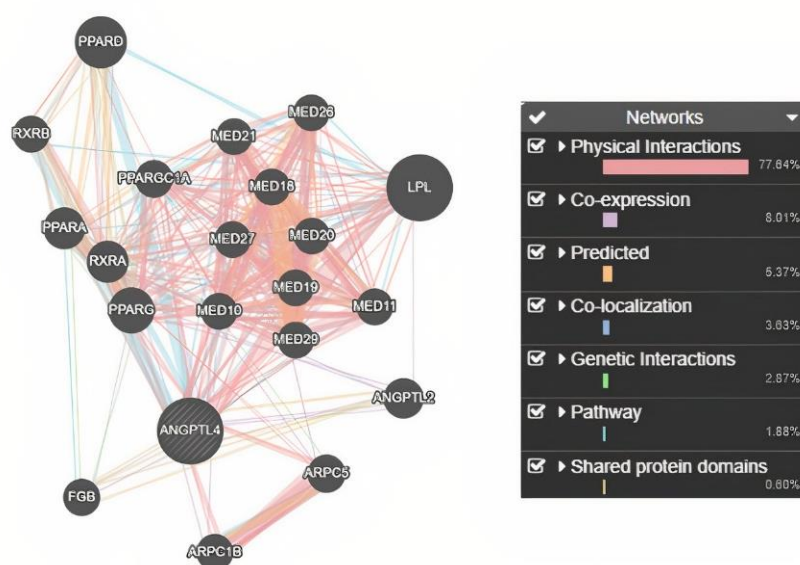 PPARD
MED26
RXRB
MED21
PPARGC1A
MED18
LPL
PPARA
MED27
MED20
RXRA
MED19
PPARG
MED10
MED11
MED29
ANGPTL2
ANGPTL4
ARPC5
FGB
ARPC1B
Networks
Physical Interactions
77.64%
Co-expression
8.01%
Predicted
5.37%
Co-localization
3.63%
Genetic Interactions
2.87%
Pathway
1.88%
Shared protein domains
0.60%